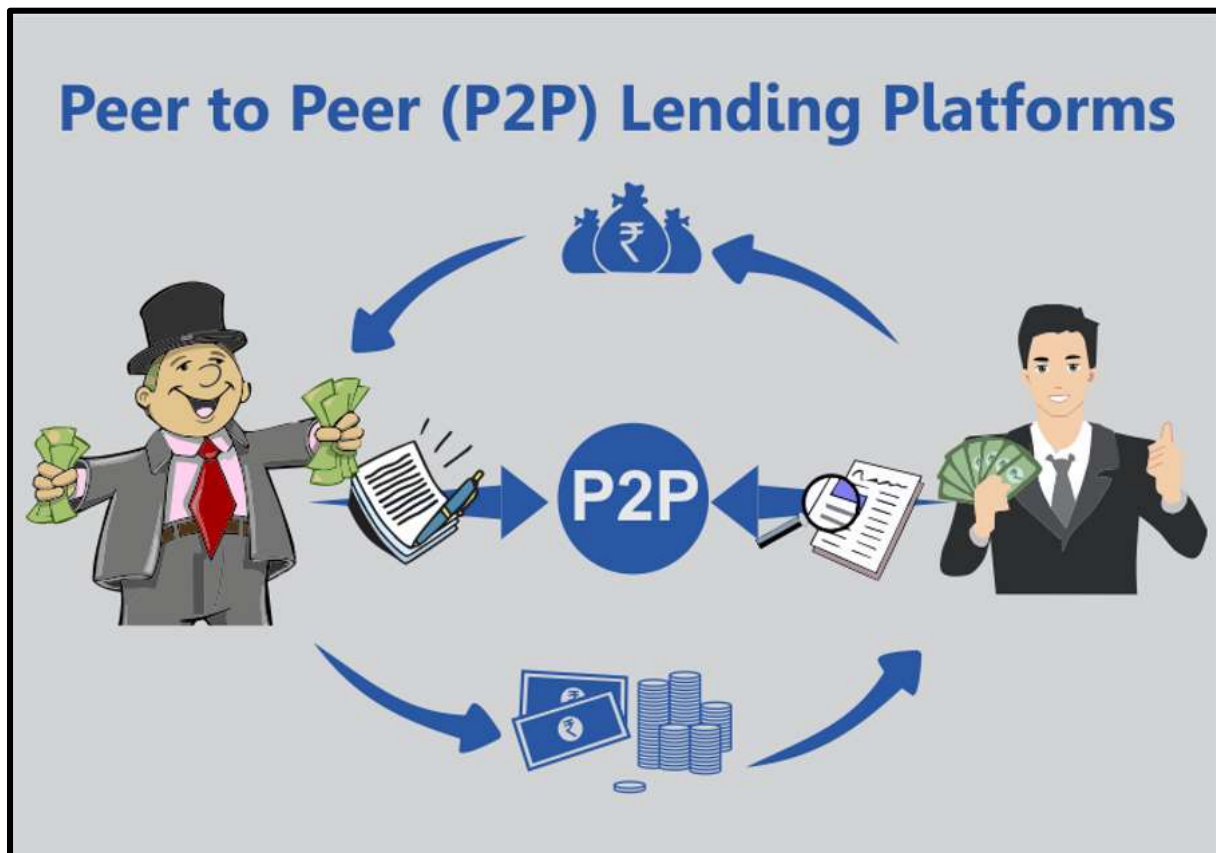 Peer to Peer (P2P) Lending Platforms
₹
P2P
₹
₹